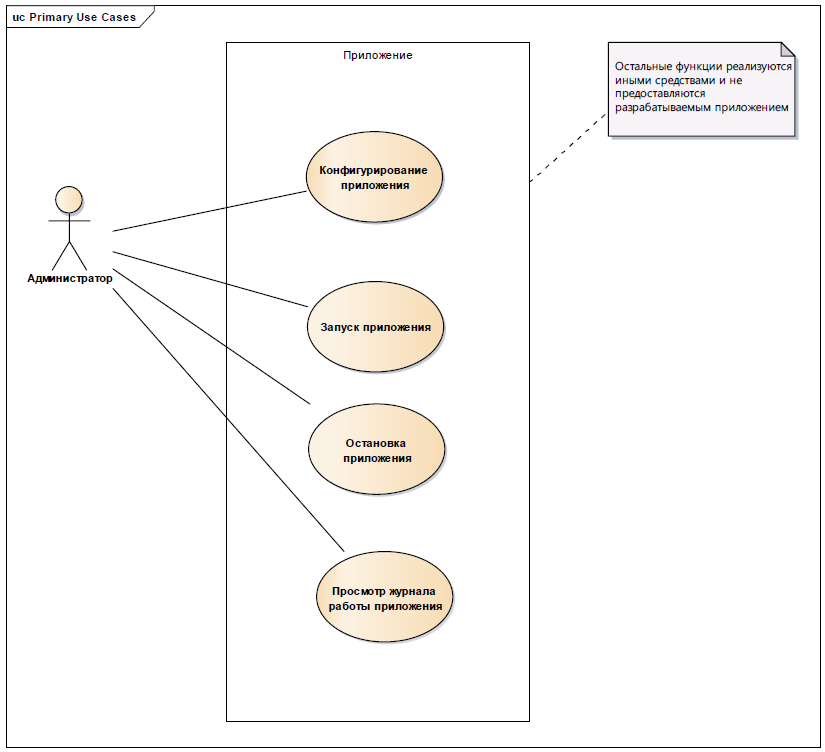 uc Primary Use Cases
Приложение
Остальные функции реализуются
иными средствами и не
предоставляются
разрабатываемым приложением
Конфигурирование
приложения
Администратор
Запуск приложения
Остановка
приложения
Просмотр журнала
работы приложения